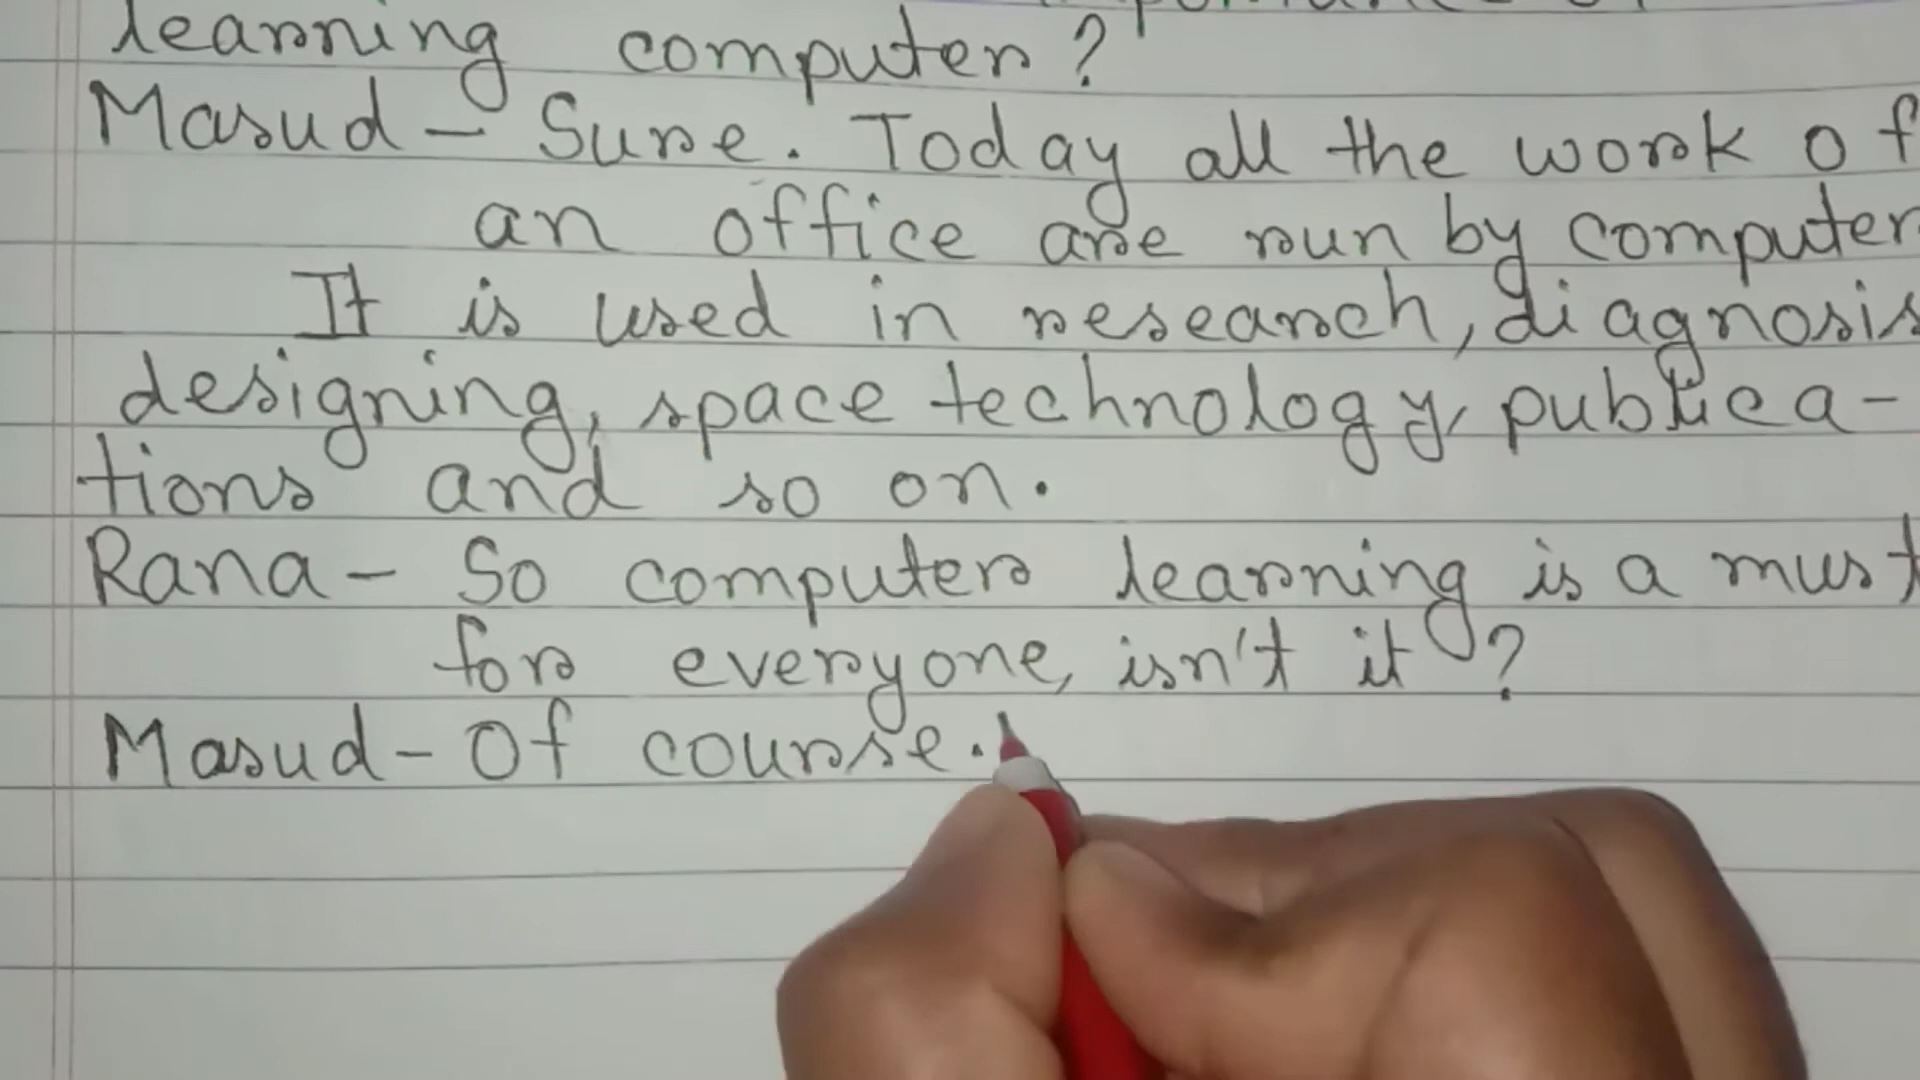 learning computer?
Masud - Sure. Today all the work of
an office are run by computer
It is used in research, diagnosis
designing, space technology, publica-
tions and so on.
Rana - So computer learning is a must
for everyone, isn't it?
Masud - Of course.